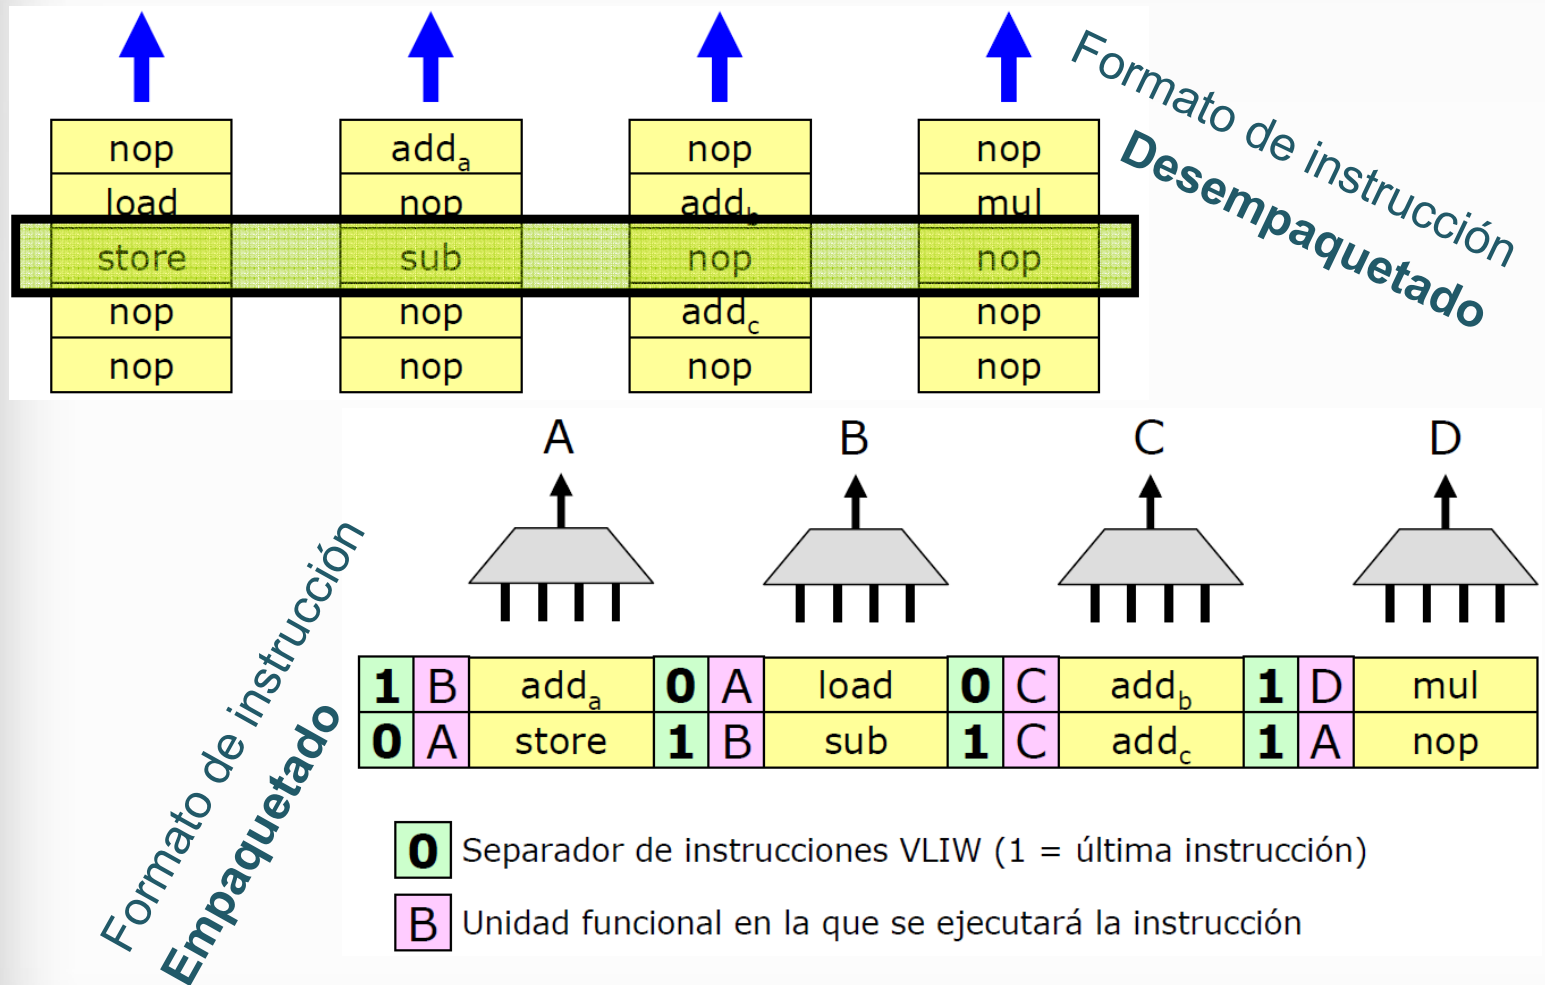 Formato de instrucción
Desempaquetado
nop add_a nop nop
load nop add_b mul
store sub nop nop
nop nop add_c nop
nop nop nop nop
Formato de instrucción
Empaquetado
A B C D
1 B add_a 0 A load 0 C add_b 1 D mul
0 A store 1 B sub 1 C add_c 1 A nop
0 Separador de instrucciones VLIW (1 = última instrucción)
B Unidad funcional en la que se ejecutará la instrucción